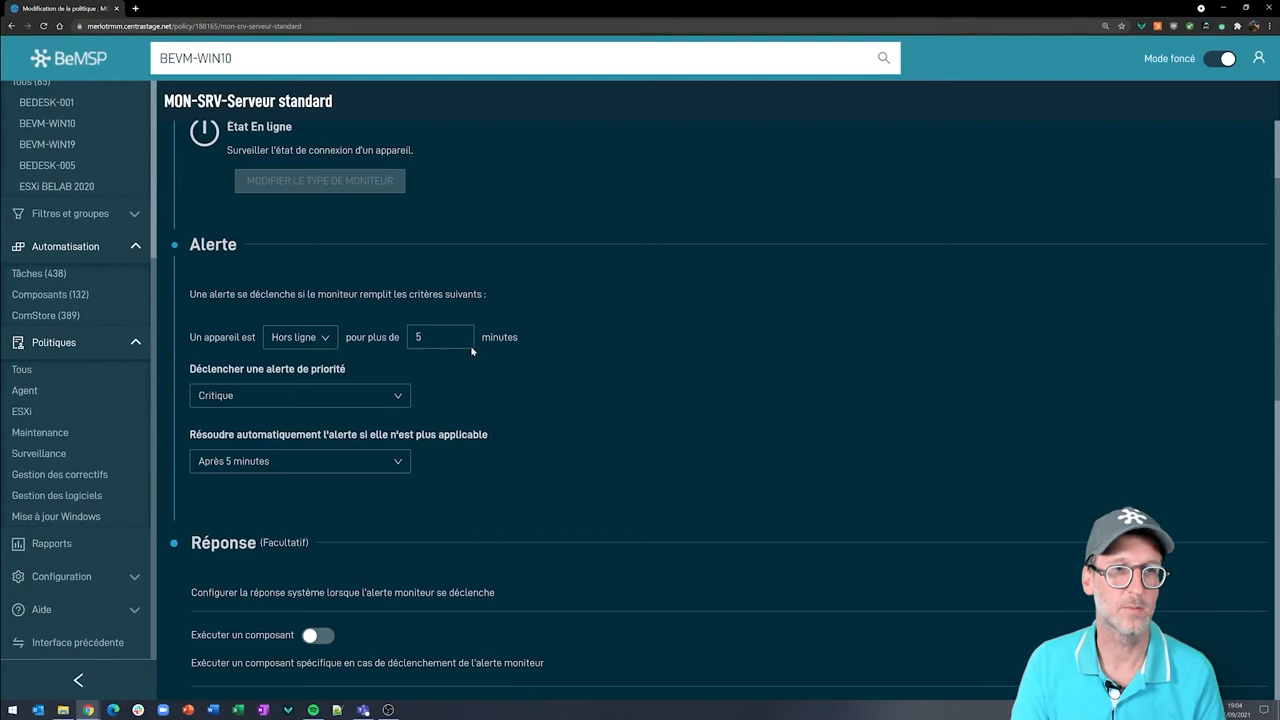 Modification de la politique : M
merlotrmm.centrastage.net/policy/188165/mon-srv-serveur-standard
BeMSP
BEVM-WIN10
Mode foncé
Tous (65)
BEDESK-001
BEVM-WIN10
BEVM-WIN19
BEDESK-005
ESXi BELAB 2020
Filtres et groupes
Automatisation
Tâches (438)
Composants (132)
ComStore (389)
Politiques
Tous
Agent
ESXi
Maintenance
Surveillance
Gestion des correctifs
Gestion des logiciels
Mise à jour Windows
Rapports
Configuration
Aide
Interface précédente
MON-SRV-Serveur standard
État En ligne
Surveiller l'état de connexion d'un appareil.
MODIFIER LE TYPE DE MONITEUR
Alerte
Une alerte se déclenche si le moniteur remplit les critères suivants :
Un appareil est Hors ligne pour plus de 5 minutes
Déclencher une alerte de priorité
Critique
Résoudre automatiquement l'alerte si elle n'est plus applicable
Après 5 minutes
Réponse (Facultatif)
Configurer la réponse système lorsque l'alerte moniteur se déclenche
Exécuter un composant
Exécuter un composant spécifique en cas de déclenchement de l'alerte moniteur
19:04
/09/2021